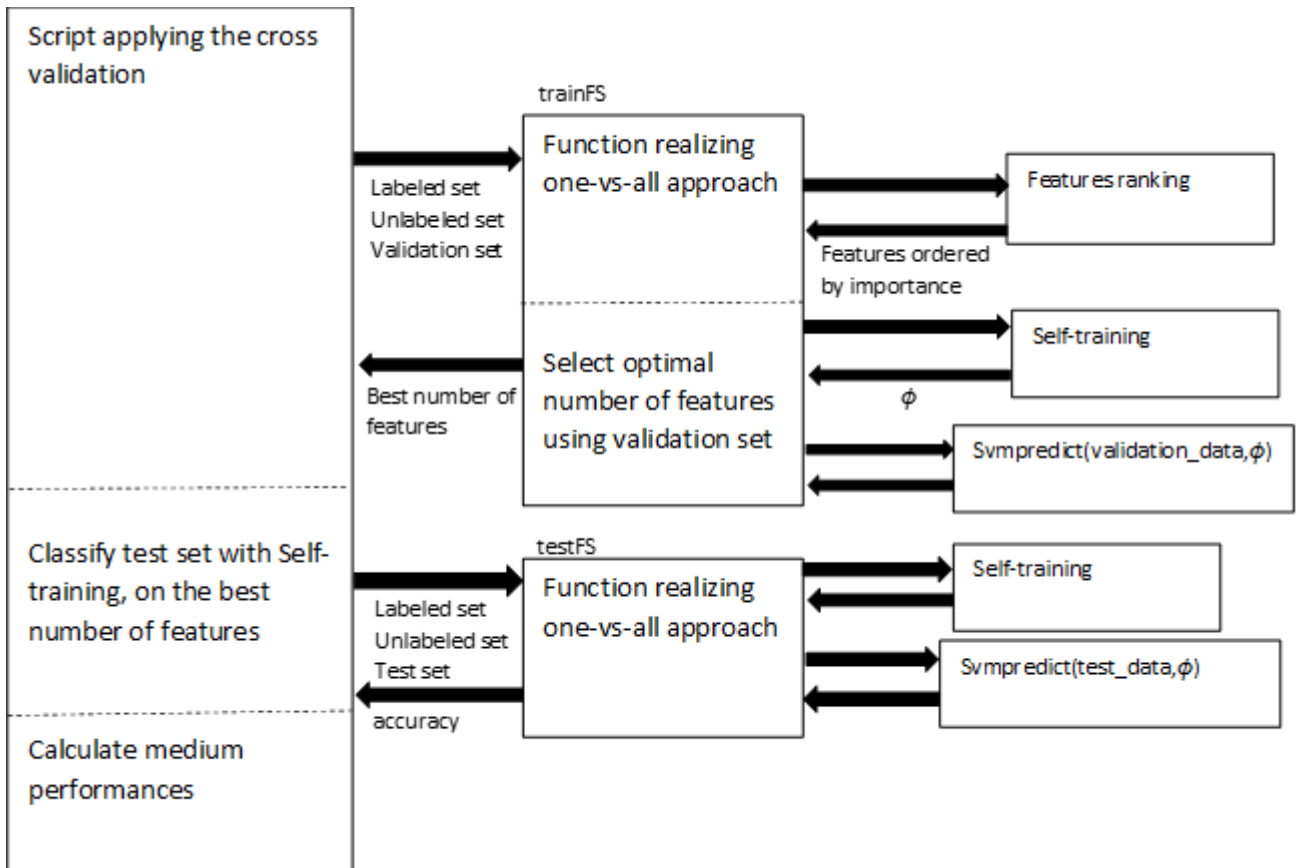 Script applying the cross
validation
Classify test set with Self-
training, on the best
number of features
Calculate medium
performances
Labeled set
Unlabeled set
Validation set
Best number of
features
Labeled set
Unlabeled set
Test set
accuracy
trainFS
Function realizing
one-vs-all approach
Select optimal
number of features
using validation set
testFS
Function realizing
one-vs-all approach
Features ranking
Features ordered
by importance
Self-training
ϕ
Svmpredict(validation_data,ϕ)
Self-training
Svmpredict(test_data,ϕ)